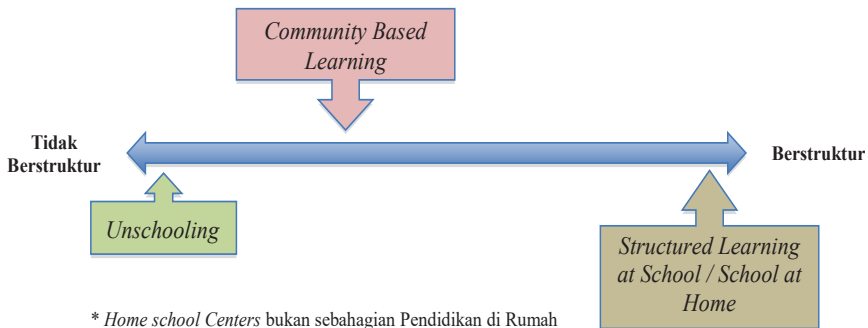 Community Based
Learning
Tidak
Berstruktur
Berstruktur
Unschooling
Structured Learning
at School / School at
Home
* Home school Centers bukan sebahagian Pendidikan di Rumah